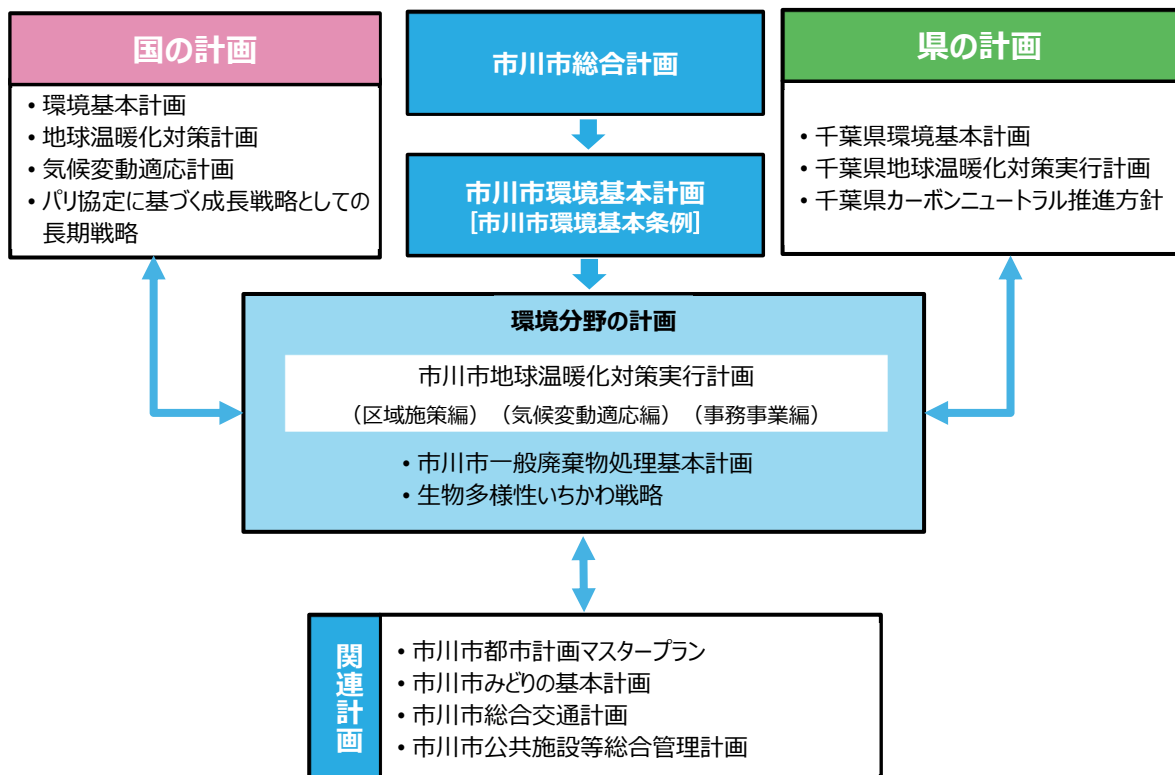 国の計画
・環境基本計画
・地球温暖化対策計画
・気候変動適応計画
・パリ協定に基づく成長戦略としての
長期戦略
市川市総合計画
市川市環境基本計画
[市川市環境基本条例]
県の計画
・千葉県環境基本計画
・千葉県地球温暖化対策実行計画
・千葉県カーボンニュートラル推進方針
環境分野の計画
市川市地球温暖化対策実行計画
（区域施策編）（気候変動適応編）（事務事業編）
・市川市一般廃棄物処理基本計画
・生物多様性いちかわ戦略
関連計画
・市川市都市計画マスタープラン
・市川市みどりの基本計画
・市川市総合交通計画
・市川市公共施設等総合管理計画